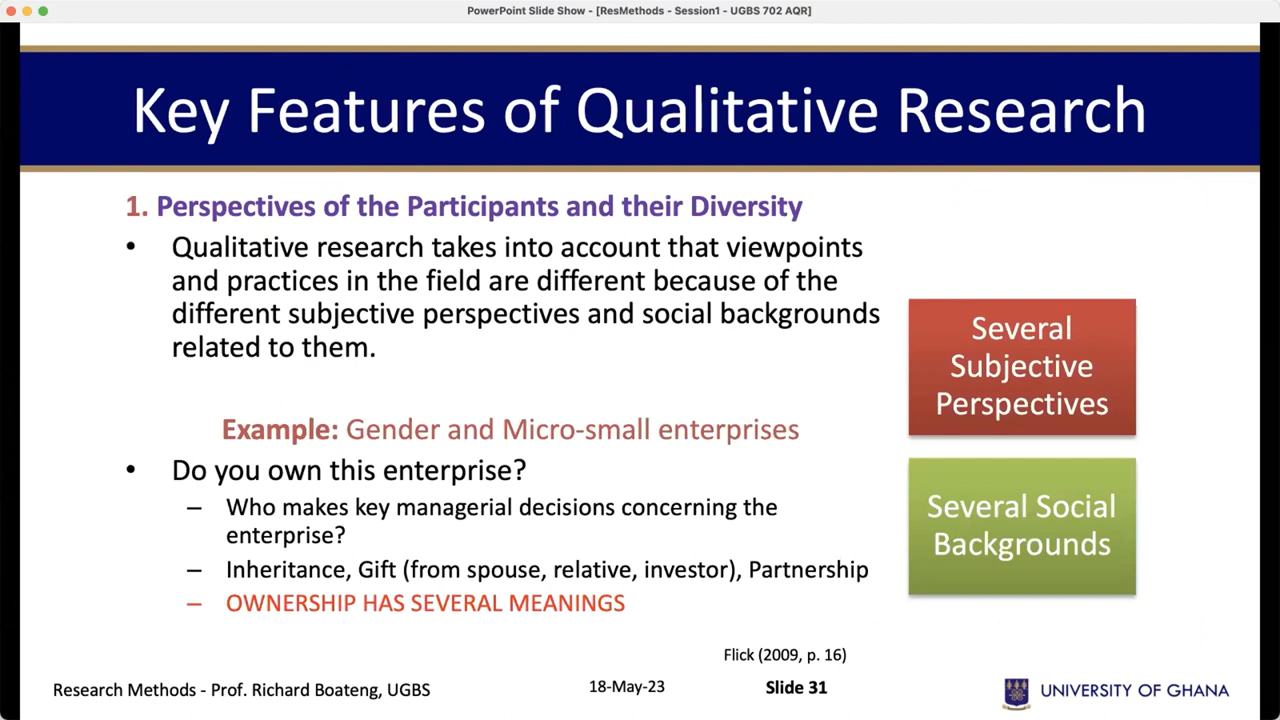 PowerPoint Slide Show - [ResMethods - Session1 - UGBS 702 AQR]
Key Features of Qualitative Research
1. Perspectives of the Participants and their Diversity
• Qualitative research takes into account that viewpoints
and practices in the field are different because of the
different subjective perspectives and social backgrounds
related to them.
Example: Gender and Micro-small enterprises
• Do you own this enterprise?
– Who makes key managerial decisions concerning the
enterprise?
– Inheritance, Gift (from spouse, relative, investor), Partnership
– OWNERSHIP HAS SEVERAL MEANINGS
Several
Subjective
Perspectives
Several Social
Backgrounds
Flick (2009, p. 16)
Research Methods - Prof. Richard Boateng, UGBS
18-May-23
Slide 31
UNIVERSITY OF GHANA